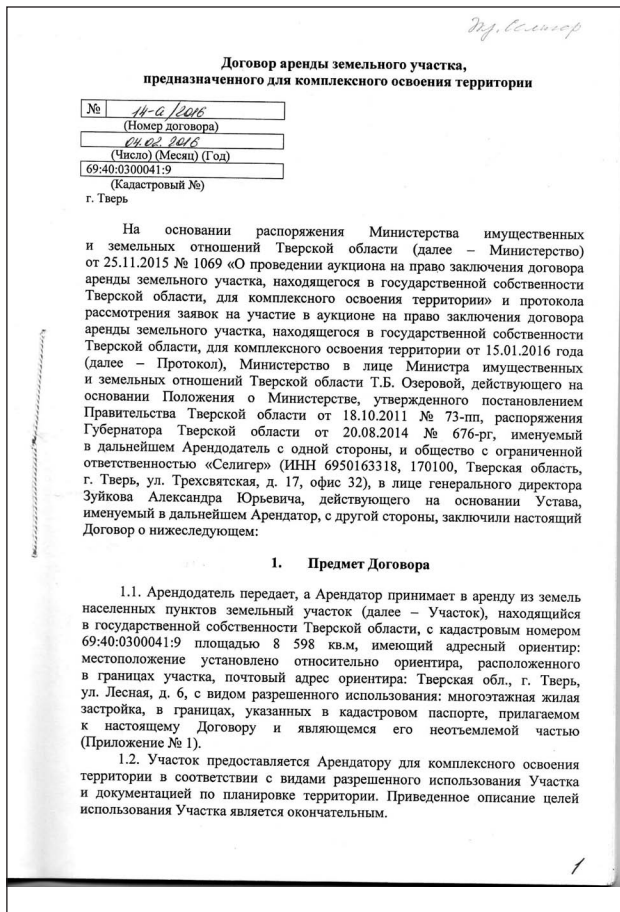 Договор аренды земельного участка,
предназначенного для комплексного освоения территории
№ 14-а/2016
(Номер договора)
04.02.2016
(Число) (Месяц) (Год)
69:40:0300041:9
(Кадастровый №)
г. Тверь
На основании распоряжения Министерства имущественных
и земельных отношений Тверской области (далее – Министерство)
от 25.11.2015 № 1069 «О проведении аукциона на право заключения договора
аренды земельного участка, находящегося в государственной собственности
Тверской области, для комплексного освоения территории» и протокола
рассмотрения заявок на участие в аукционе на право заключения договора
аренды земельного участка, находящегося в государственной собственности
Тверской области, для комплексного освоения территории от 15.01.2016 года
(далее – Протокол), Министерство в лице Министра имущественных
и земельных отношений Тверской области Т.Б. Озеровой, действующего на
основании Положения о Министерстве, утвержденного постановлением
Правительства Тверской области от 18.10.2011 № 73-пп, распоряжения
Губернатора Тверской области от 20.08.2014 № 676-рг, именуемый
в дальнейшем Арендодатель с одной стороны, и общество с ограниченной
ответственностью «Селигер» (ИНН 6950163318, 170100, Тверская область,
г. Тверь, ул. Трехсвятская, д. 17, офис 32), в лице генерального директора
Зуйкова Александра Юрьевича, действующего на основании Устава,
именуемый в дальнейшем Арендатор, с другой стороны, заключили настоящий
Договор о нижеследующем:
1. Предмет Договора
1.1. Арендодатель передает, а Арендатор принимает в аренду из земель
населенных пунктов земельный участок (далее – Участок), находящийся
в государственной собственности Тверской области, с кадастровым номером
69:40:0300041:9 площадью 8 598 кв.м, имеющий адресный ориентир:
местоположение установлено относительно ориентира, расположенного
в границах участка, почтовый адрес ориентира: Тверская обл., г. Тверь,
ул. Лесная, д. 6, с видом разрешенного использования: многоэтажная жилая
застройка, в границах, указанных в кадастровом паспорте, прилагаемом
к настоящему Договору и являющемся его неотъемлемой частью
(Приложение № 1).
1.2. Участок предоставляется Арендатору для комплексного освоения
территории в соответствии с видами разрешенного использования Участка
и документацией по планировке территории. Приведенное описание целей
использования Участка является окончательным.
1